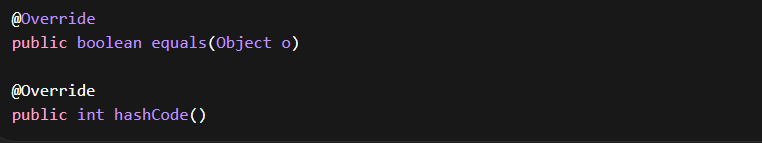 @Override
public boolean equals(Object o)
@Override
public int hashCode()